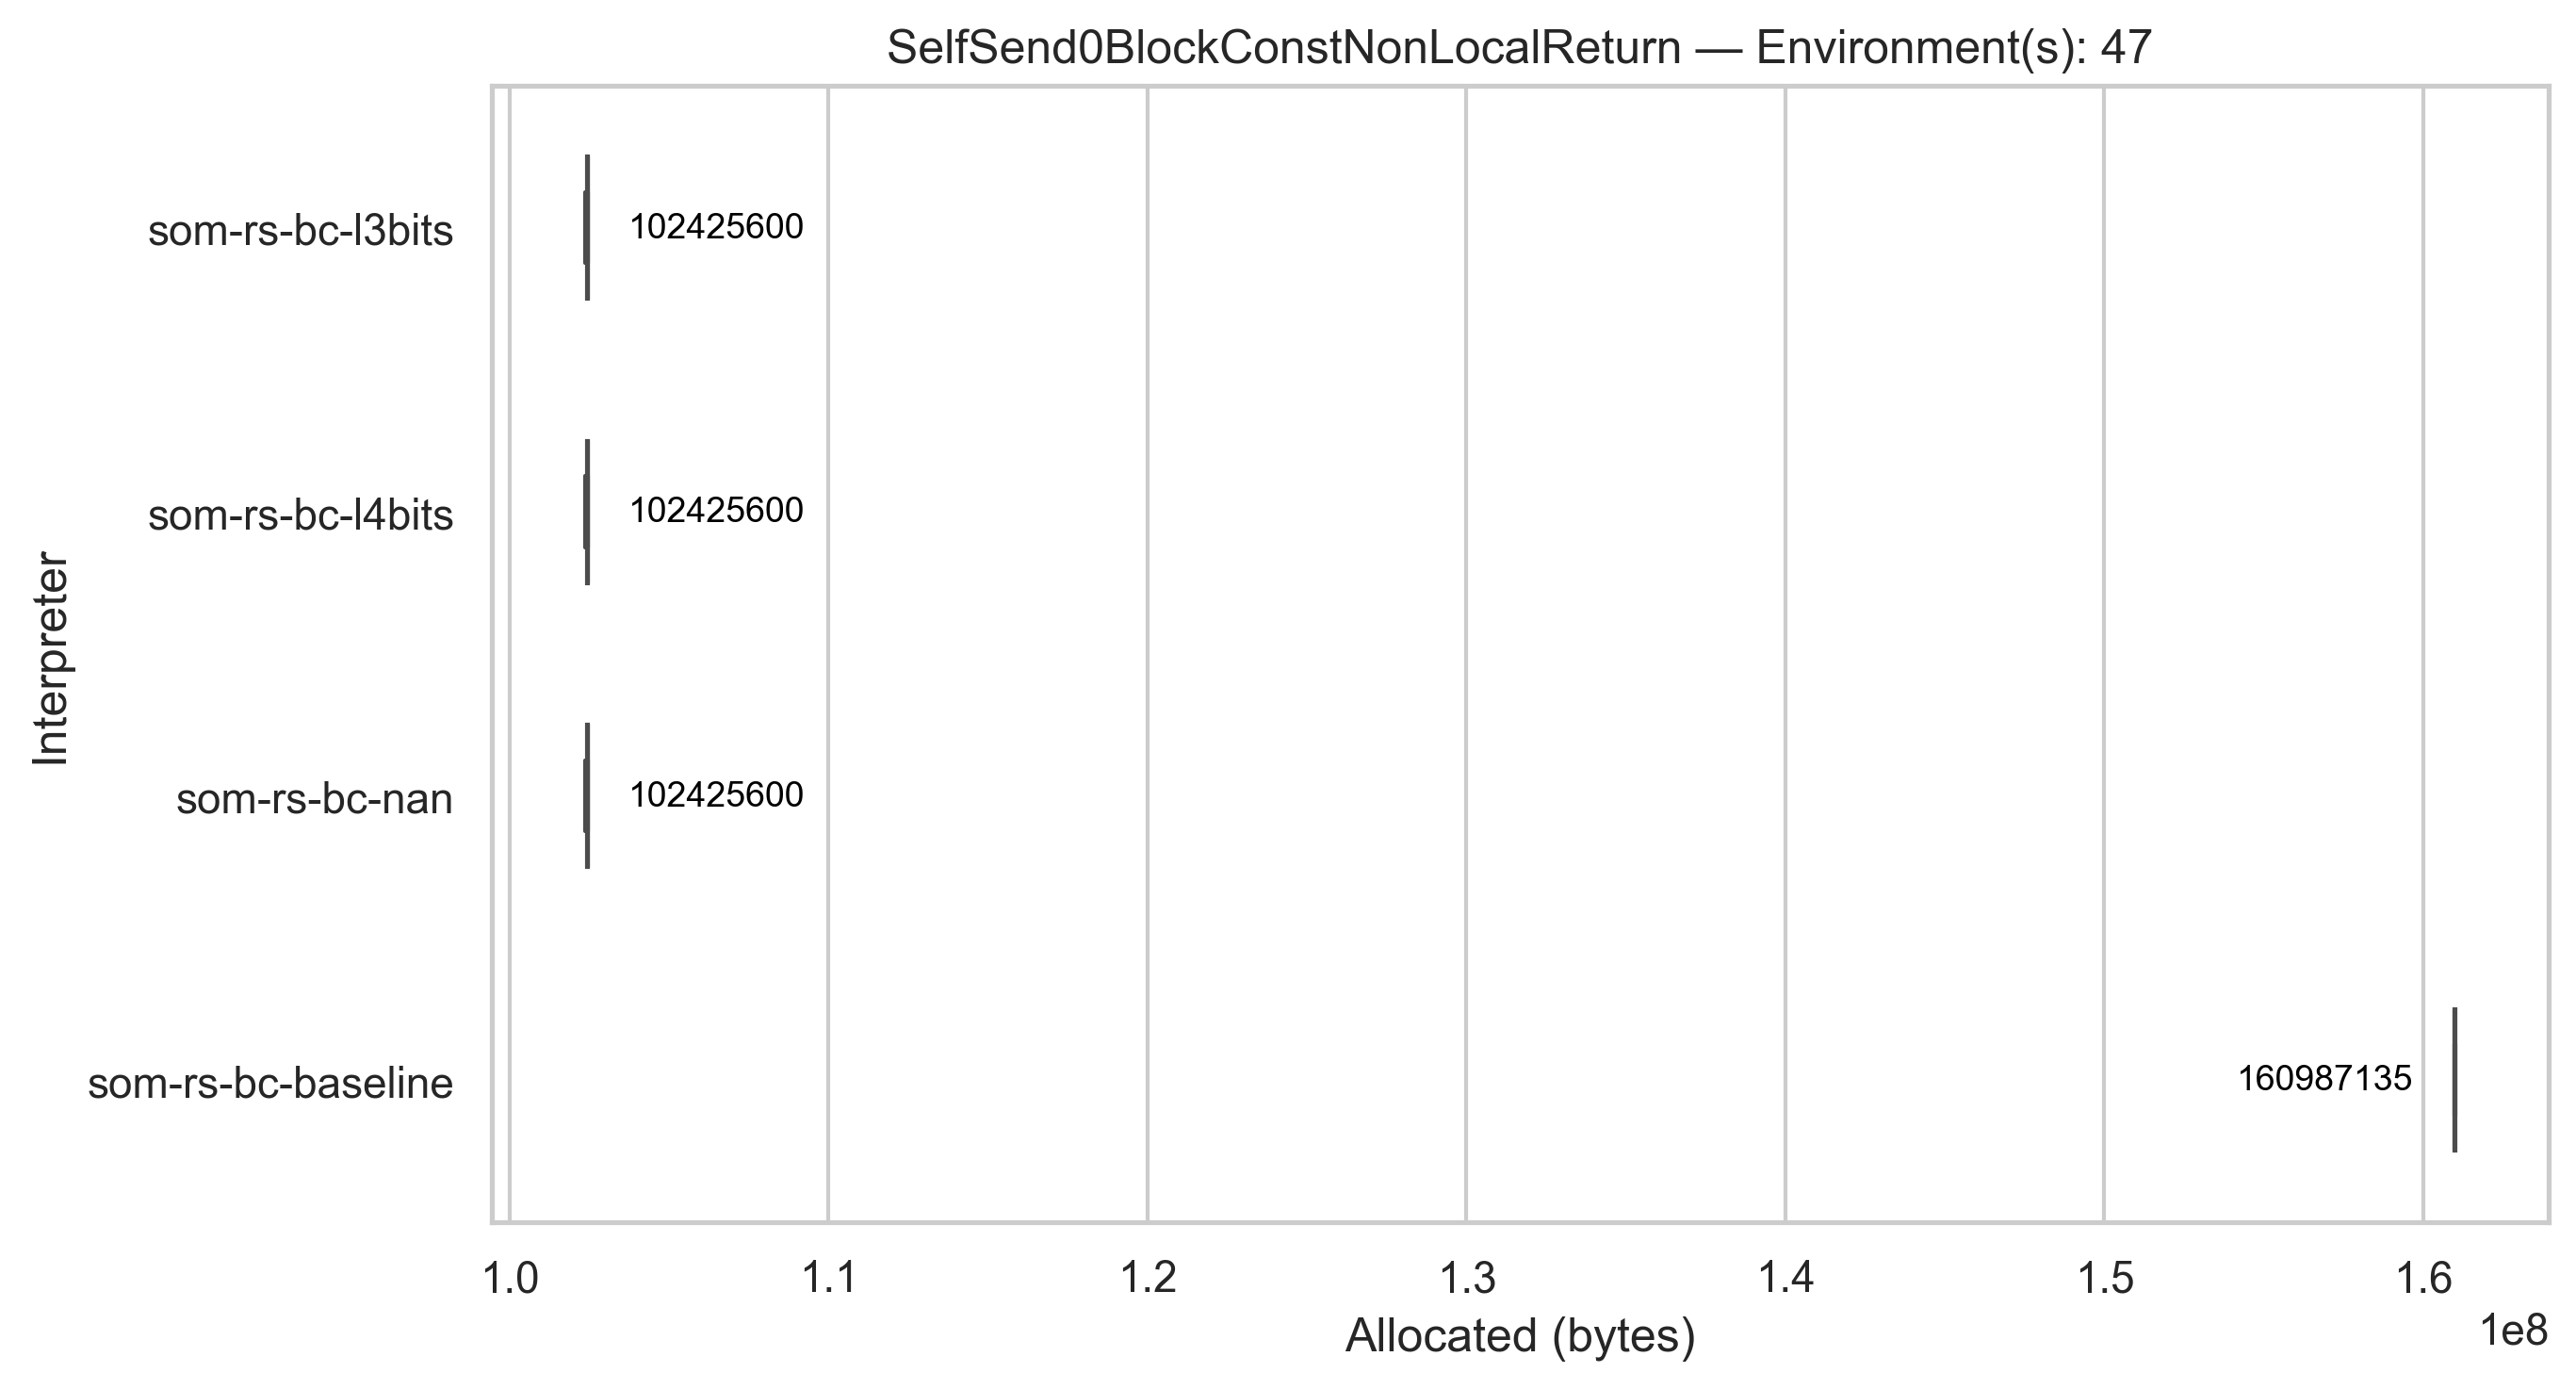 SelfSend0BlockConstNonLocalReturn — Environment(s): 47
som-rs-bc-l3bits
102425600
som-rs-bc-l4bits
102425600
Interpreter
som-rs-bc-nan
102425600
som-rs-bc-baseline
160987135
1.0 1.1 1.2 1.3 1.4 1.5 1.6
1e8
Allocated (bytes)